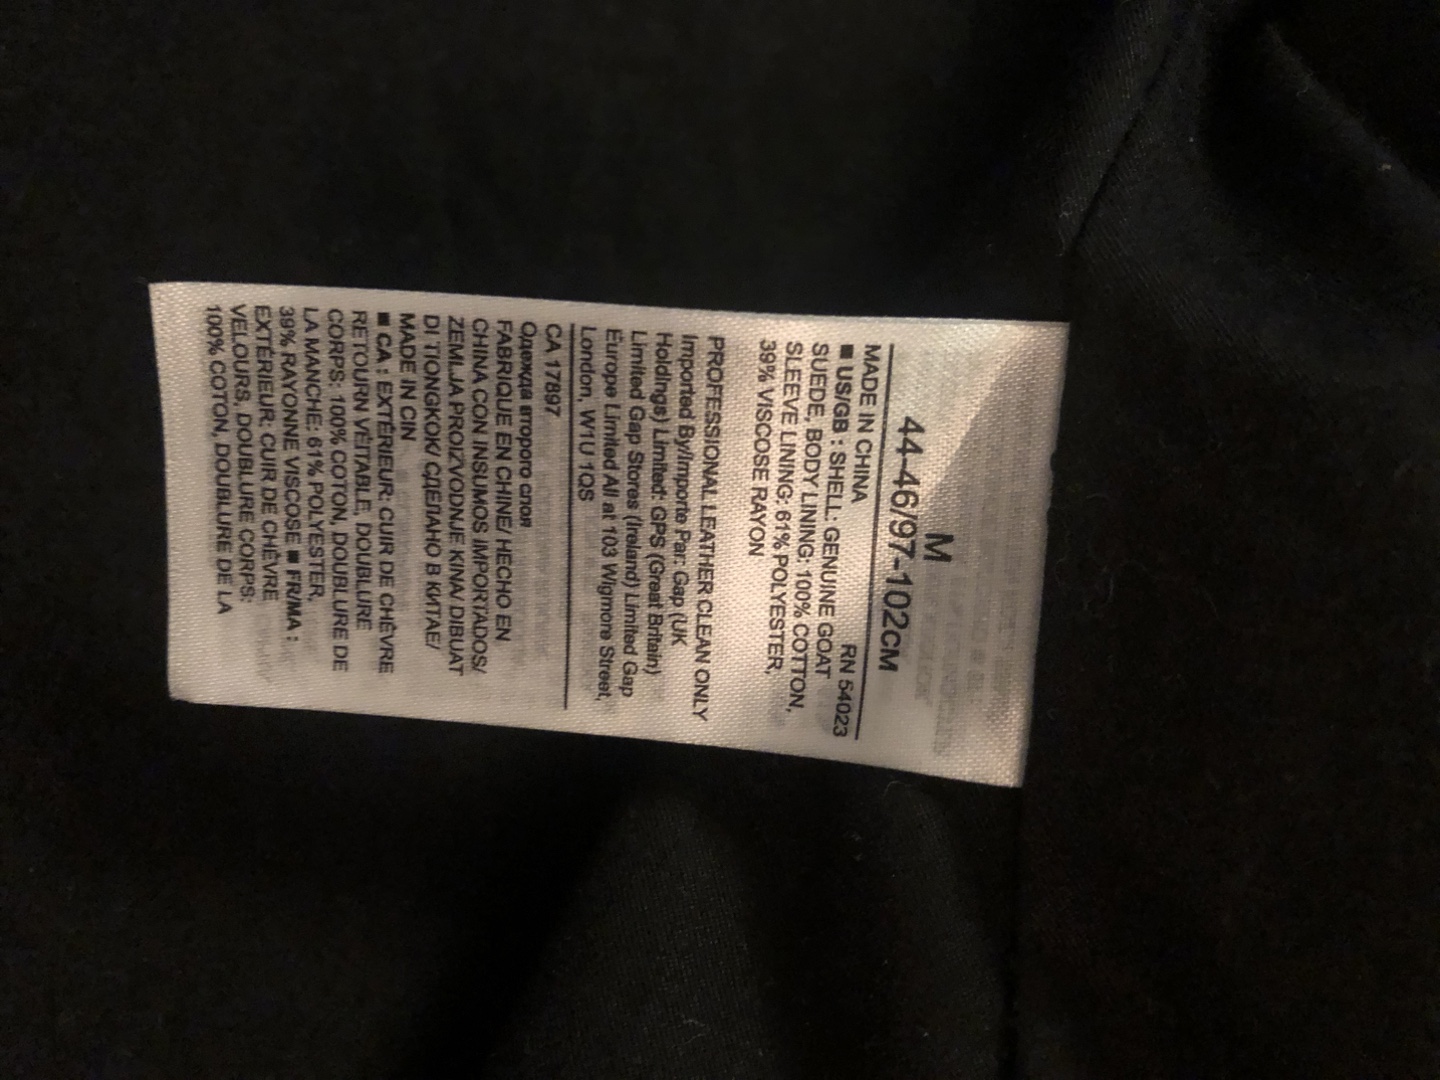 M
44-46/97-102CM
RN 54023
MADE IN CHINA
■ US/GB : SHELL: GENUINE GOAT
SUEDE, BODY LINING: 100% COTTON,
SLEEVE LINING: 61% POLYESTER,
39% VISCOSE RAYON
PROFESSIONAL LEATHER CLEAN ONLY
Imported By/Importe Par: Gap (UK
Holdings) Limited: GPS (Great Britain)
Limited Gap Stores (Ireland) Limited Gap
Europe Limited All at 103 Wigmore Street,
London, W1U 1QS
CA 17897
Одежда второго слоя
FABRIQUE EN CHINE/ HECHO EN
CHINA CON INSUMOS IMPORTADOS/
ZEMLJA PROIZVODNJE KINA/ DIBUAT
DI TIONGKOK/ СДЕЛАНО В КИТАЕ/
MADE IN CIN
■ CA : EXTÉRIEUR: CUIR DE CHÈVRE
RETOURN VÉTABLE, DOUBLURE
CORPS: 100% COTON, DOUBLURE DE
LA MANCHE: 61% POLYESTER,
39% RAYONNE VISCOSE ■ FR/MA :
EXTÉRIEUR: CUIR DE CHÈVRE
VELOURS, DOUBLURE CORPS:
100% COTON, DOUBLURE DE LA